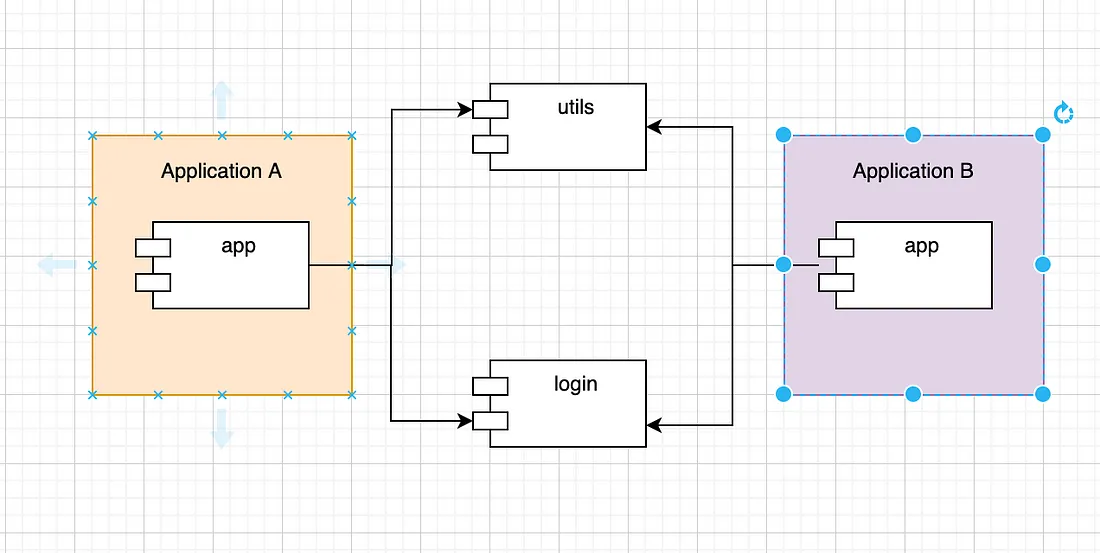 utils
Application A
Application B
app
app
login